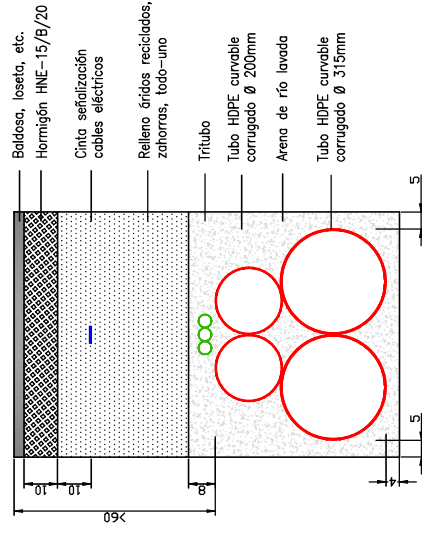 Baldosa, loseta, etc.
Hormigón HNE-15/B/20
Cinta señalización
cables eléctricos
Relleno áridos reciclados,
zahorras, todo-uno
Tritubo
Tubo HDPE curvable
corrugado Ø 200mm
Arena de río lavada
Tubo HDPE curvable
corrugado Ø 315mm
5
5
10
10
8
4
>60